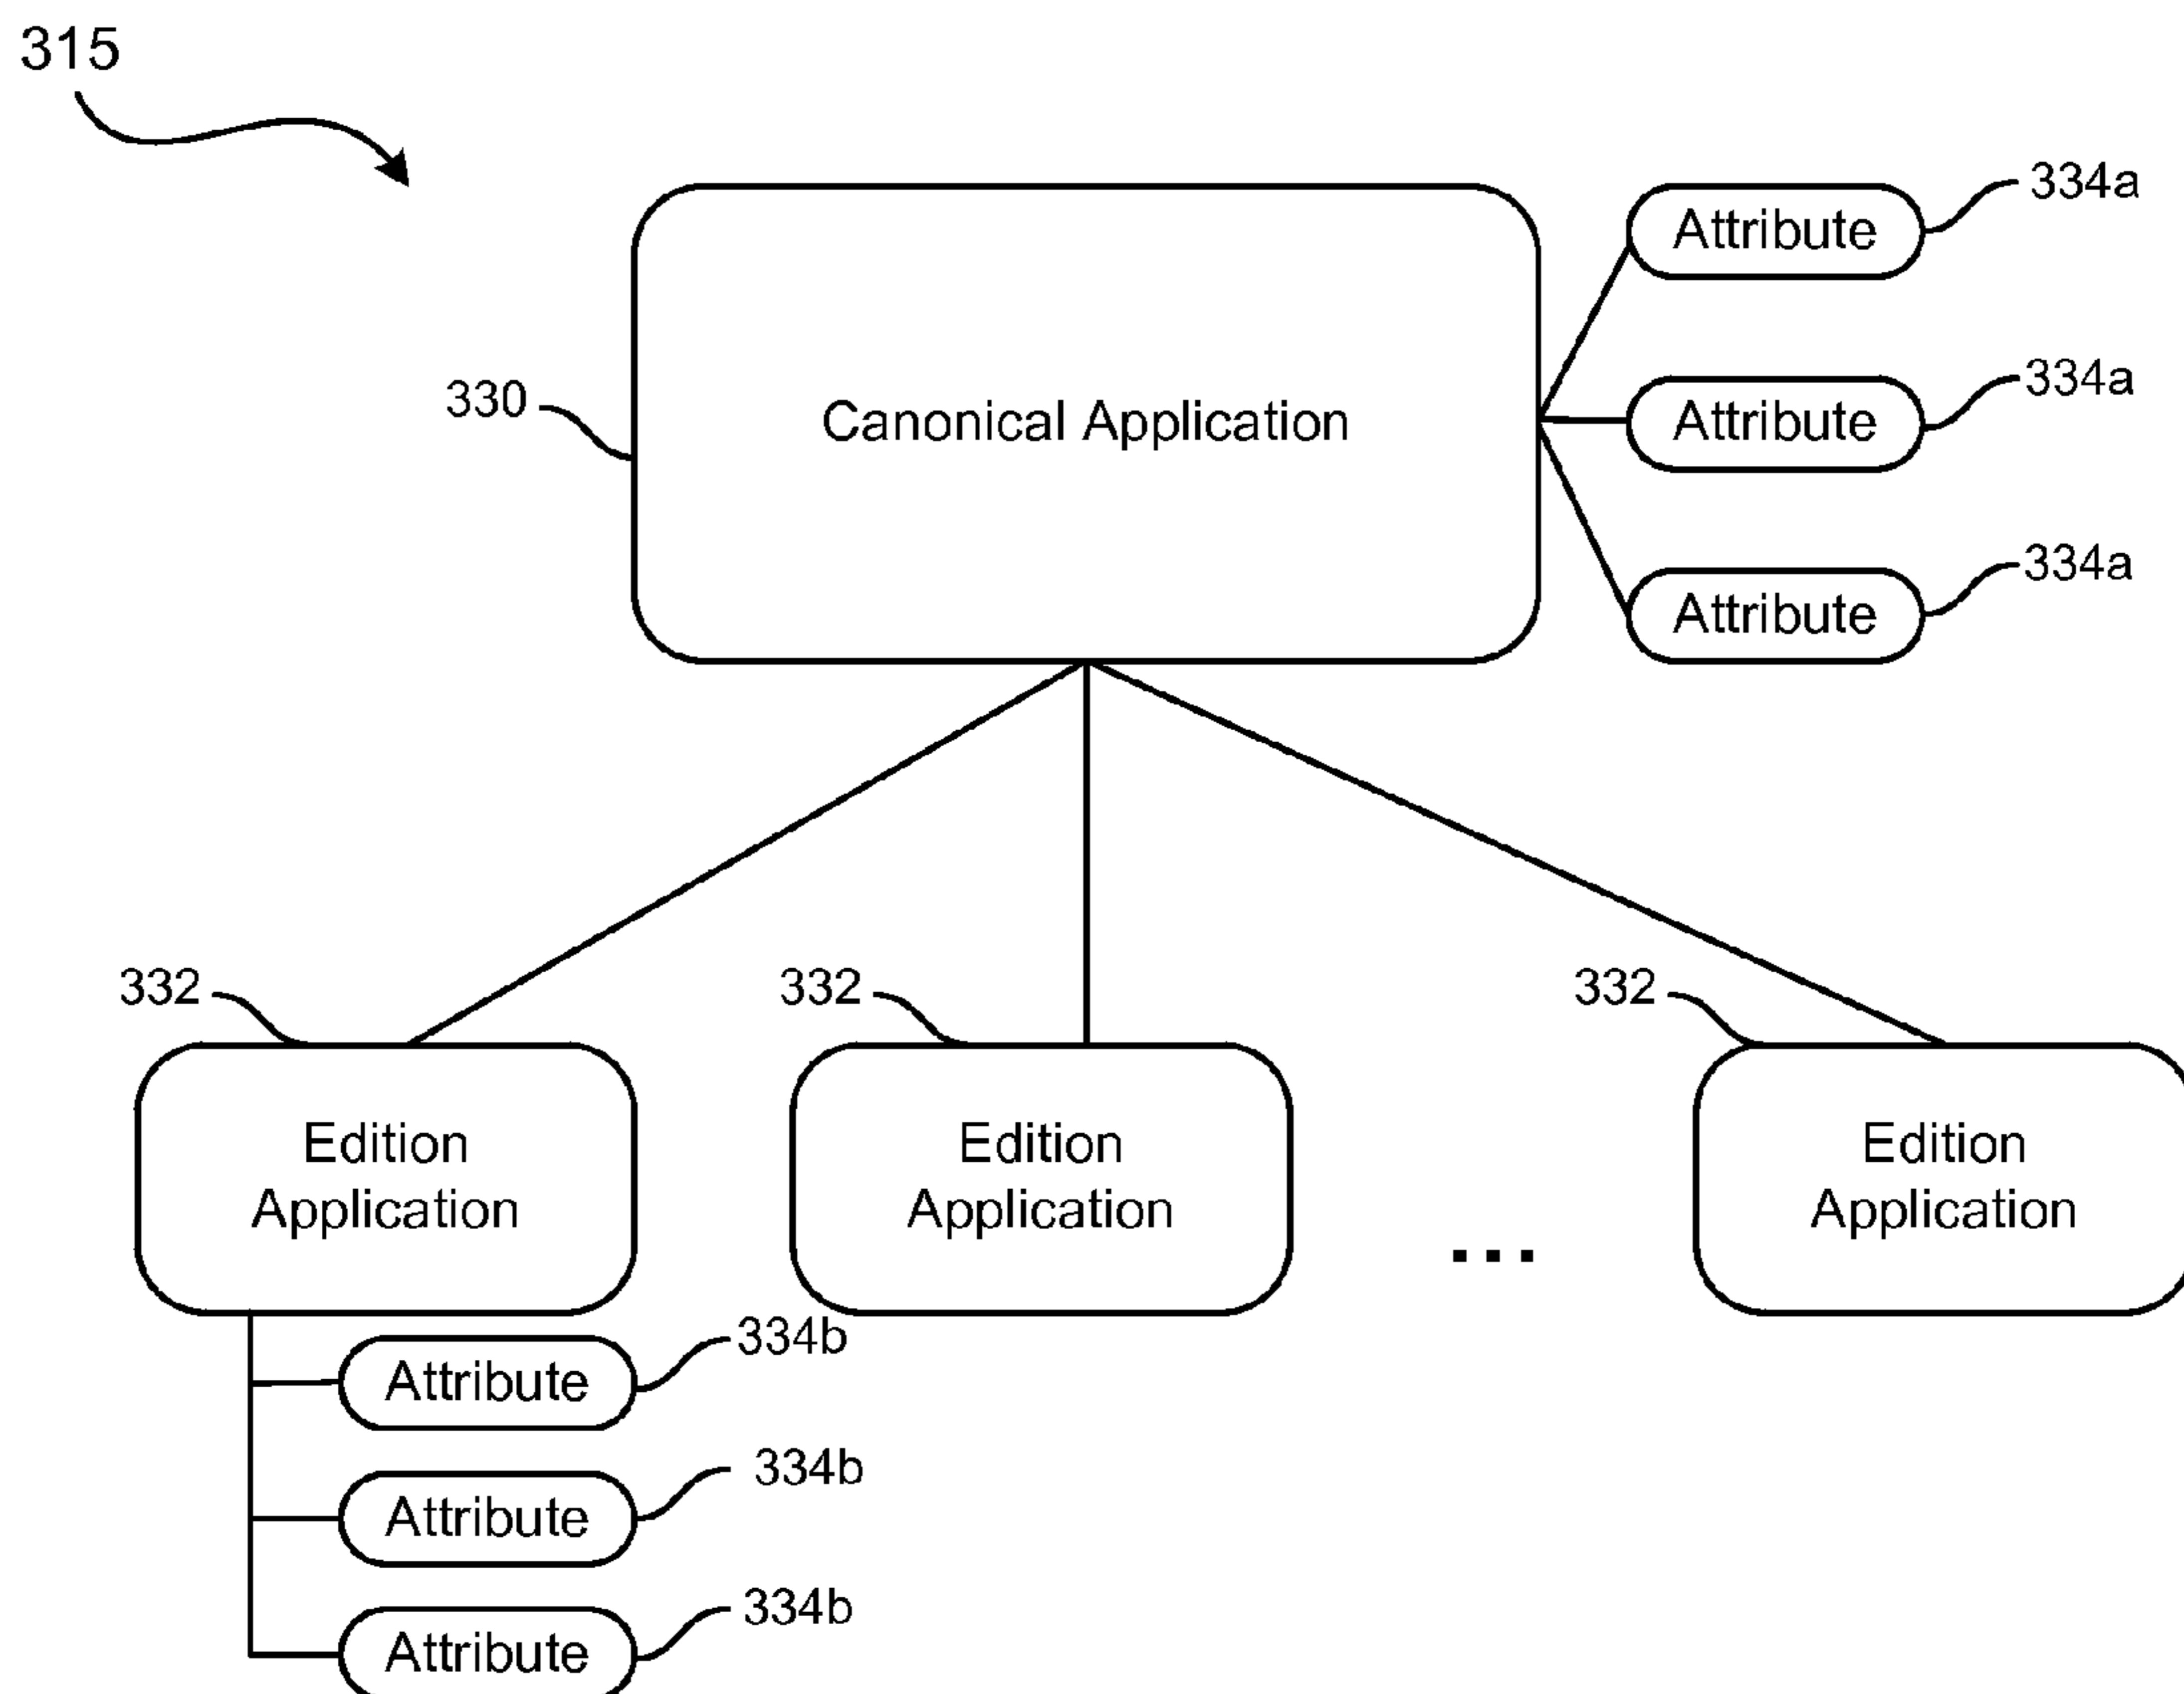 315
334a
Attribute
334a
330
Canonical Application
Attribute
334a
Attribute
332
332
332
Edition
Application
Edition
Application
...
Edition
Application
334b
Attribute
334b
Attribute
334b
Attribute